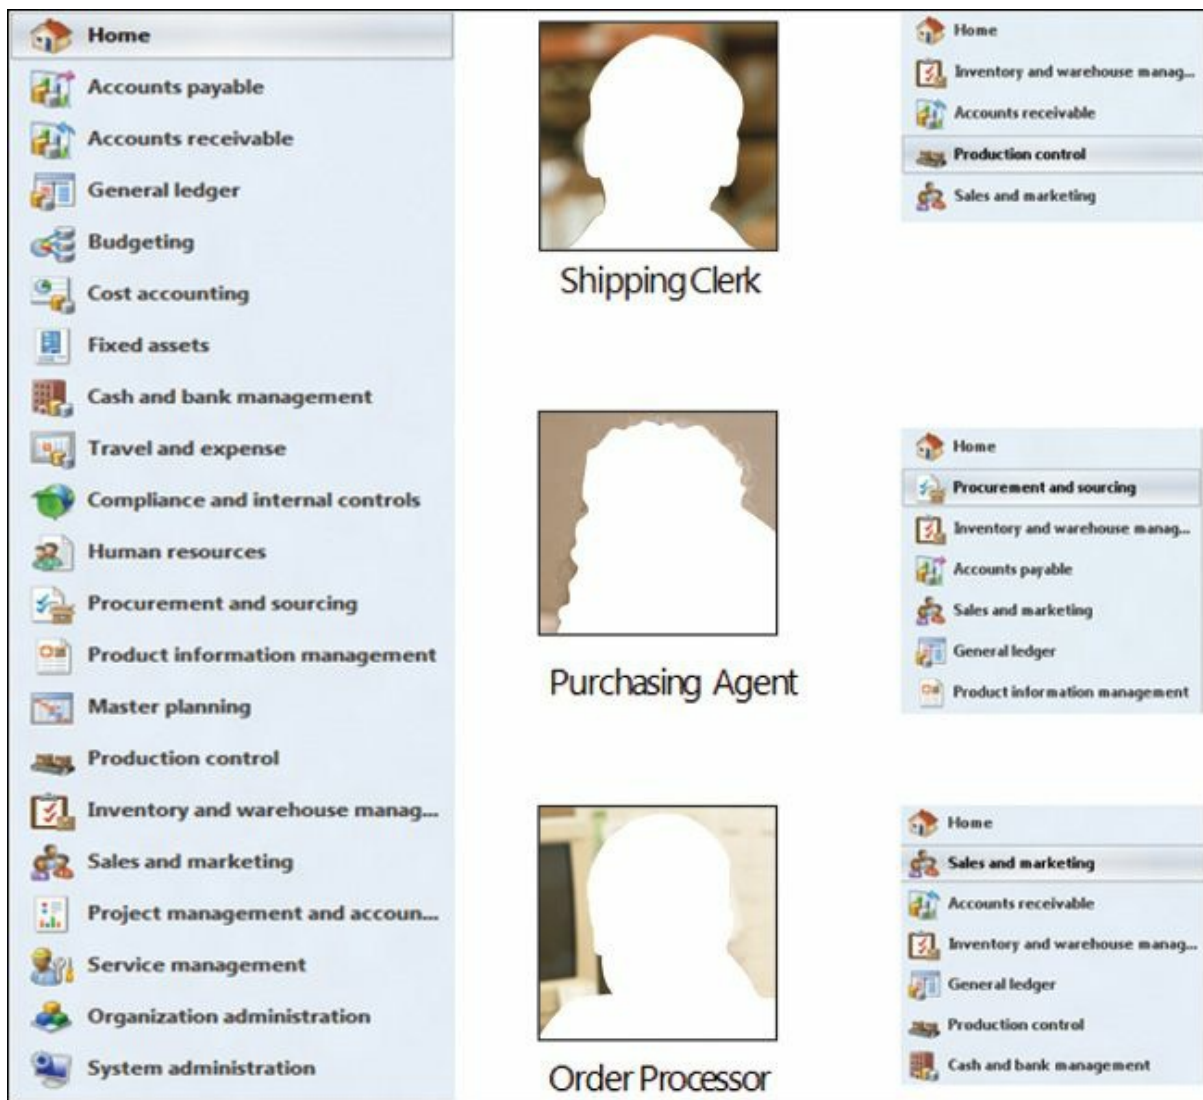 Home
Accounts payable
Accounts receivable
General ledger
Budgeting
Cost accounting
Fixed assets
Cash and bank management
Travel and expense
Compliance and internal controls
Human resources
Procurement and sourcing
Product information management
Master planning
Production control
Inventory and warehouse manag...
Sales and marketing
Project management and accoun...
Service management
Organization administration
System administration
Shipping Clerk
Home
Inventory and warehouse manag...
Accounts receivable
Production control
Sales and marketing
Purchasing Agent
Home
Procurement and sourcing
Inventory and warehouse manag...
Accounts payable
Sales and marketing
General ledger
Product information management
Order Processor
Home
Sales and marketing
Accounts receivable
Inventory and warehouse manag...
General ledger
Production control
Cash and bank management